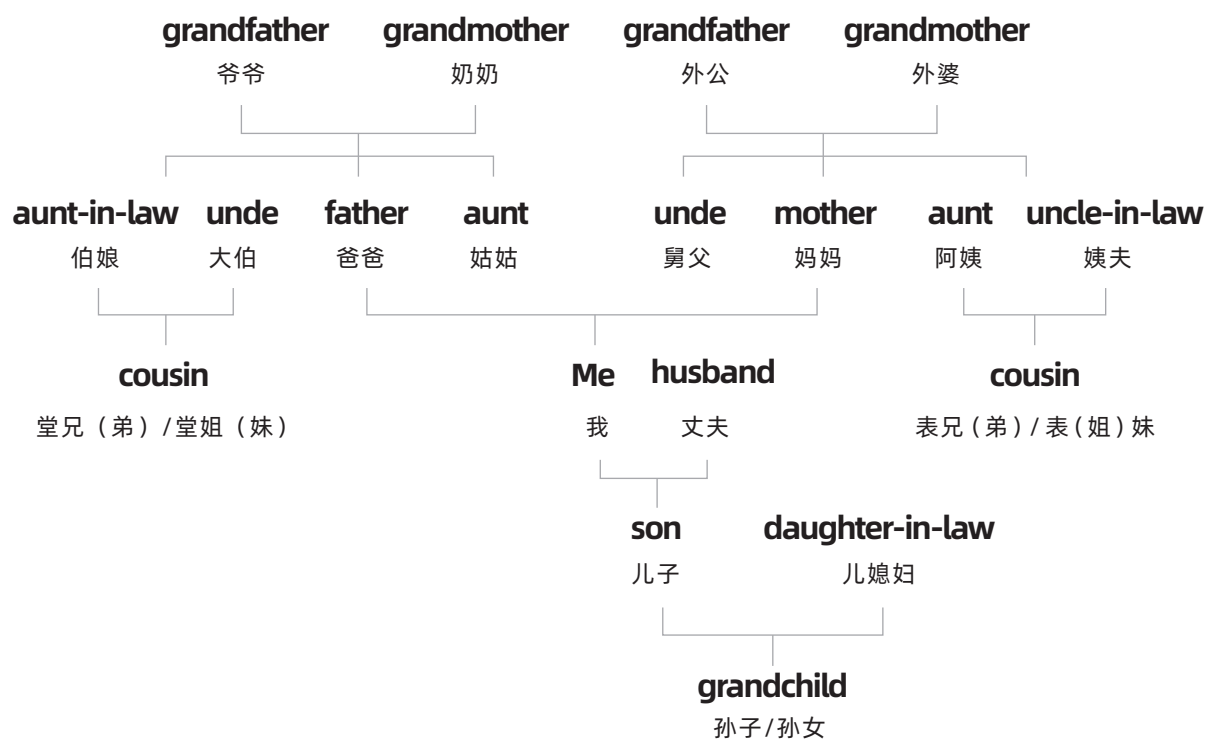 grandfather grandmother grandfather grandmother
爷爷 奶奶 外公 外婆
aunt-in-law unde father aunt unde mother aunt uncle-in-law
伯娘 大伯 爸爸 姑姑 舅父 妈妈 阿姨 姨夫
cousin Me husband cousin
堂兄（弟）/堂姐（妹） 我 丈夫 表兄(弟)/表(姐)妹
son daughter-in-law
儿子 儿媳妇
grandchild
孙子/孙女